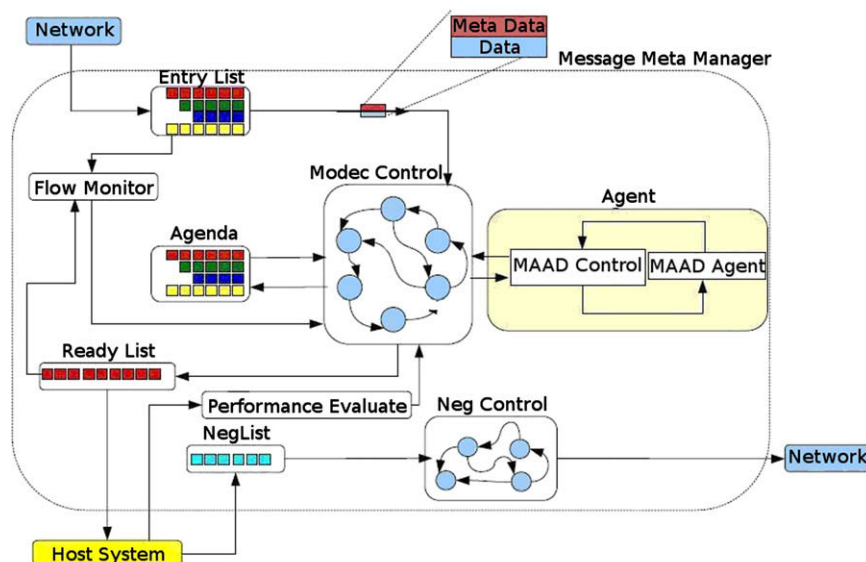 Network
Meta Data
Data
Message Meta Manager
Entry List
Flow Monitor
Modec Control
Agent
Agenda
MAAD Control
MAAD Agent
Ready List
Performance Evaluate
Neg Control
NegList
Network
Host System